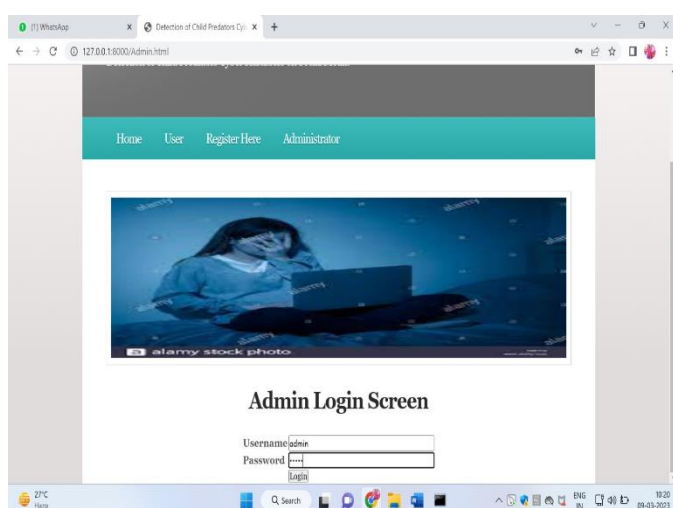 (1) WhatsApp
Detection of Child Predators Cyb
127.0.0.1:8000/Admin.html
Home User Register Here Administrator
alamy
alamy
alamy
alamy
alamy
a alamy stock photo
Admin Login Screen
Username admin
Password •••••
Login
27°C
Haze
Search
ENG
IN
10:20
09-03-2023